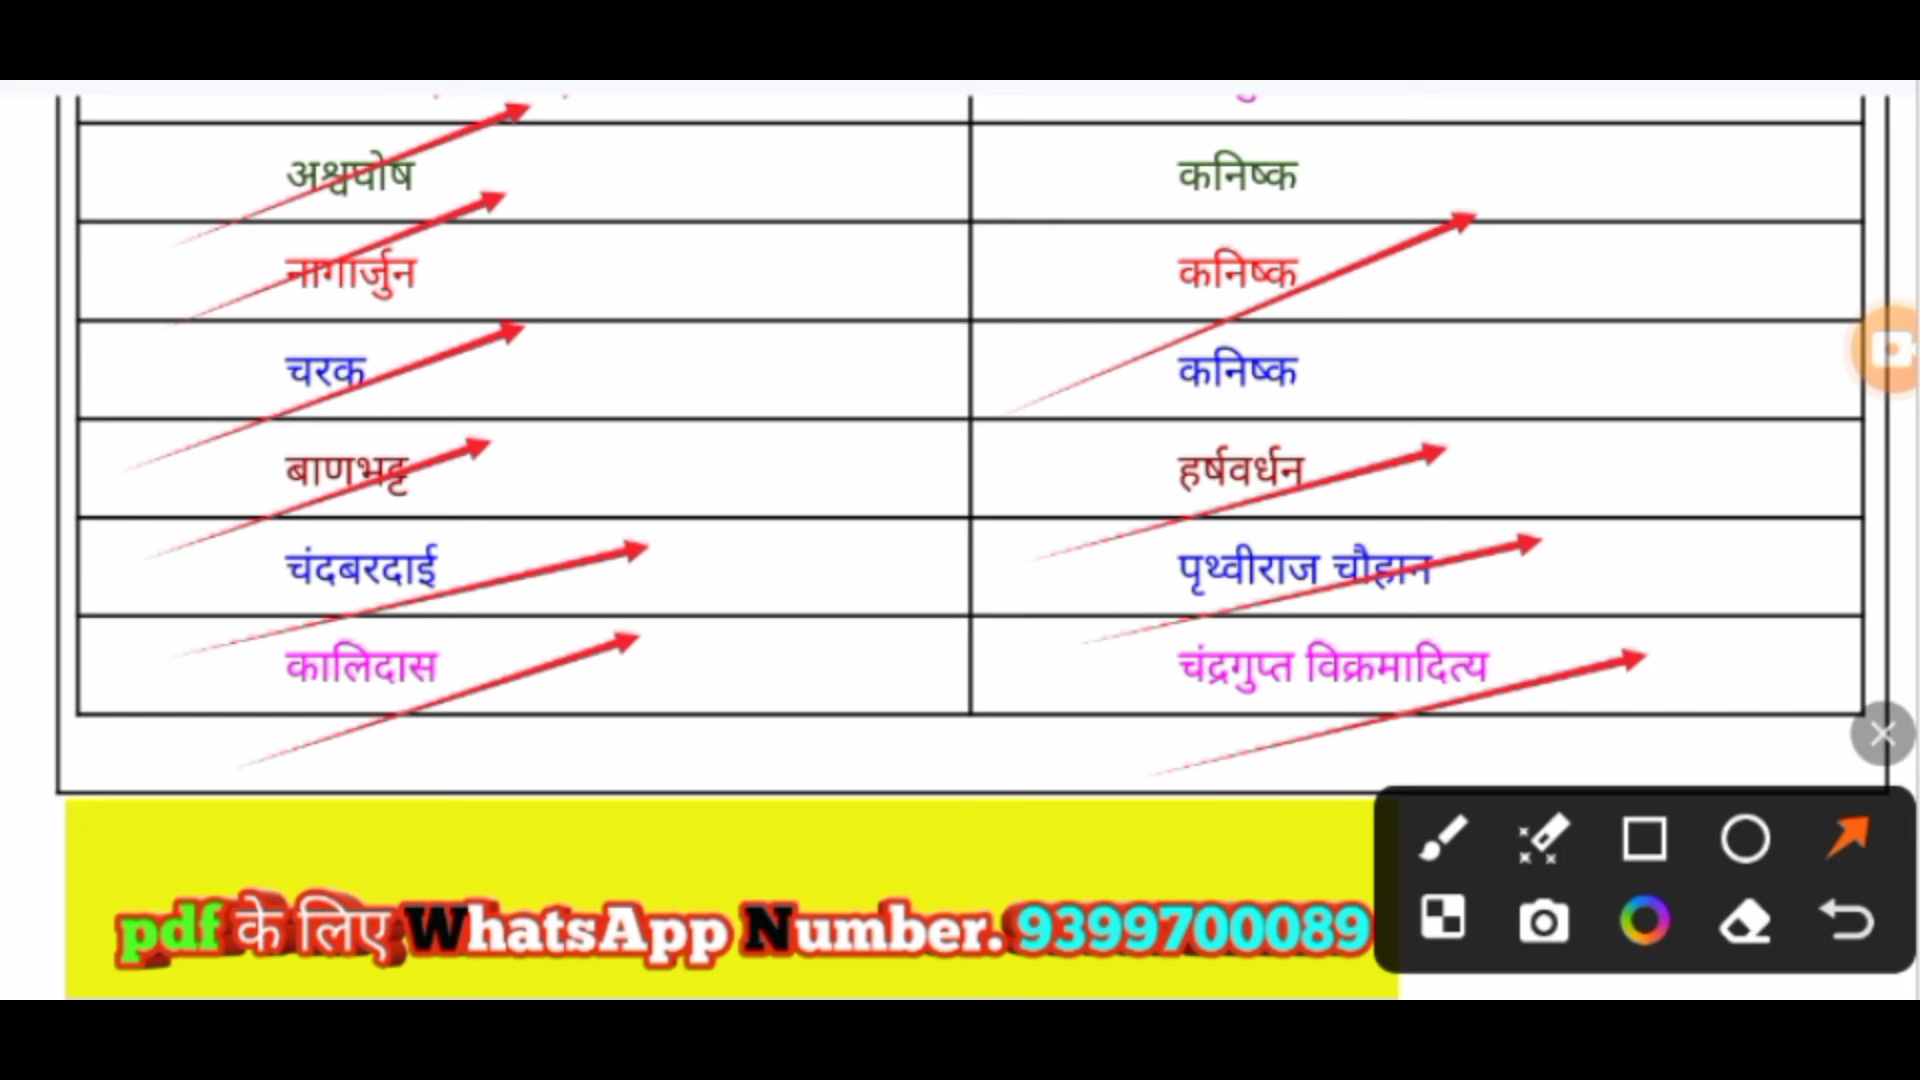 अश्वघोष कनिष्क
नागार्जुन कनिष्क
चरक कनिष्क
बाणभट्ट हर्षवर्धन
चंदबरदाई पृथ्वीराज चौहान
कालिदास चंद्रगुप्त विक्रमादित्य
pdf के लिए WhatsApp Number. 9399700089